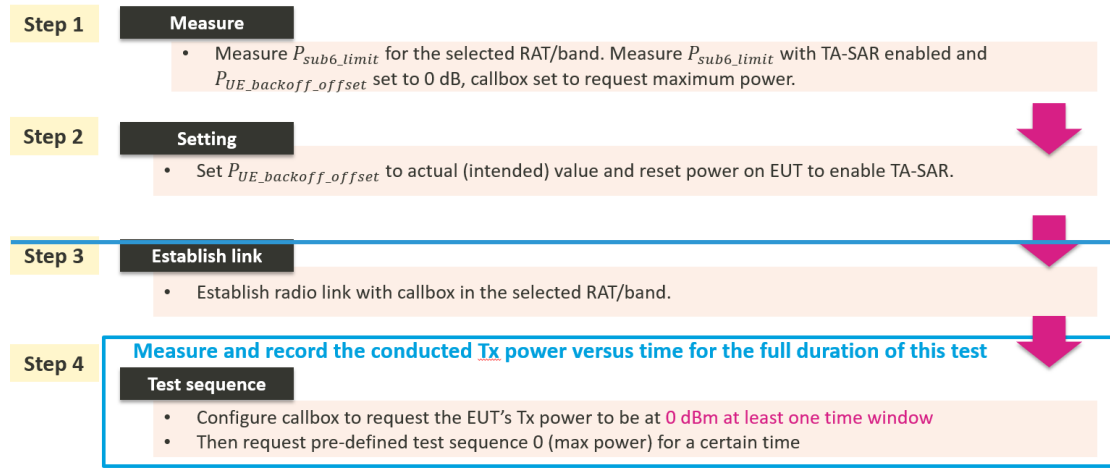 Step 1
Measure
• Measure P_sub6_limit for the selected RAT/band. Measure P_sub6_limit with TA-SAR enabled and
P_UE_backoff_offset set to 0 dB, callbox set to request maximum power.
Step 2
Setting
• Set P_UE_backoff_offset to actual (intended) value and reset power on EUT to enable TA-SAR.
Step 3
Establish link
• Establish radio link with callbox in the selected RAT/band.
Step 4
Measure and record the conducted Tx power versus time for the full duration of this test
Test sequence
• Configure callbox to request the EUT's Tx power to be at 0 dBm at least one time window
• Then request pre-defined test sequence 0 (max power) for a certain time